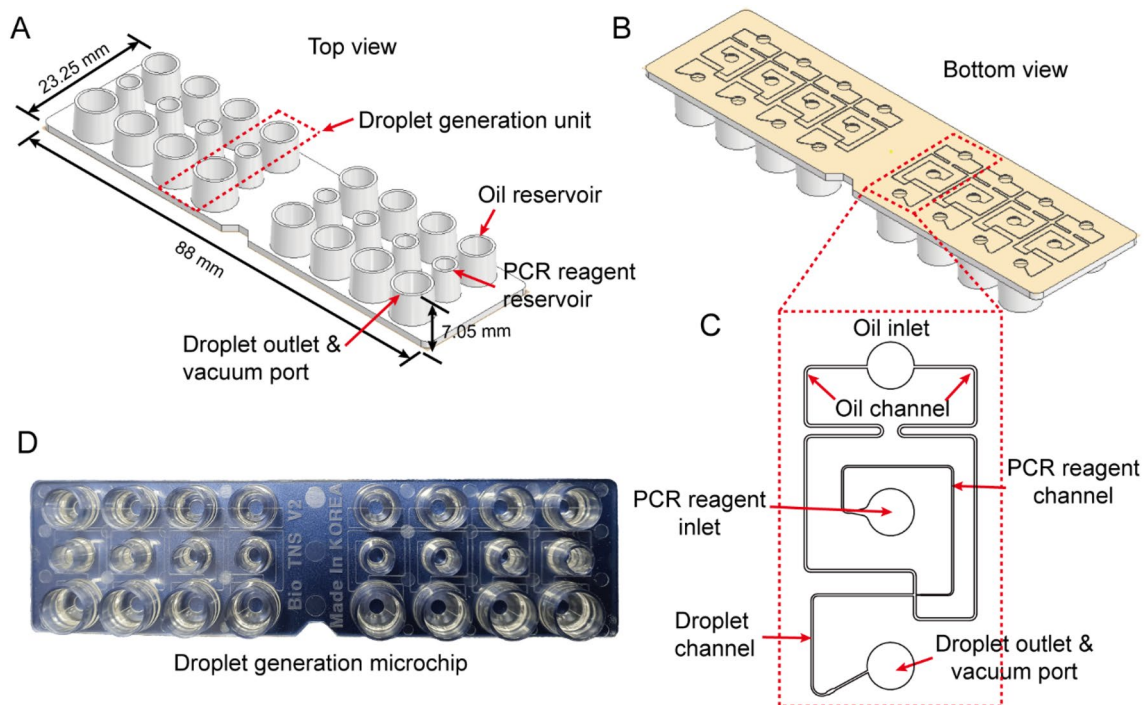 A
Top view
23.25 mm
Droplet generation unit
Oil reservoir
PCR reagent
reservoir
88 mm
7.05 mm
Droplet outlet &
vacuum port
B
Bottom view
C
Oil inlet
Oil channel
PCR reagent
channel
PCR reagent
inlet
Droplet
channel
Droplet outlet &
vacuum port
D
Bio TNS V2
Made In KOREA
Droplet generation microchip